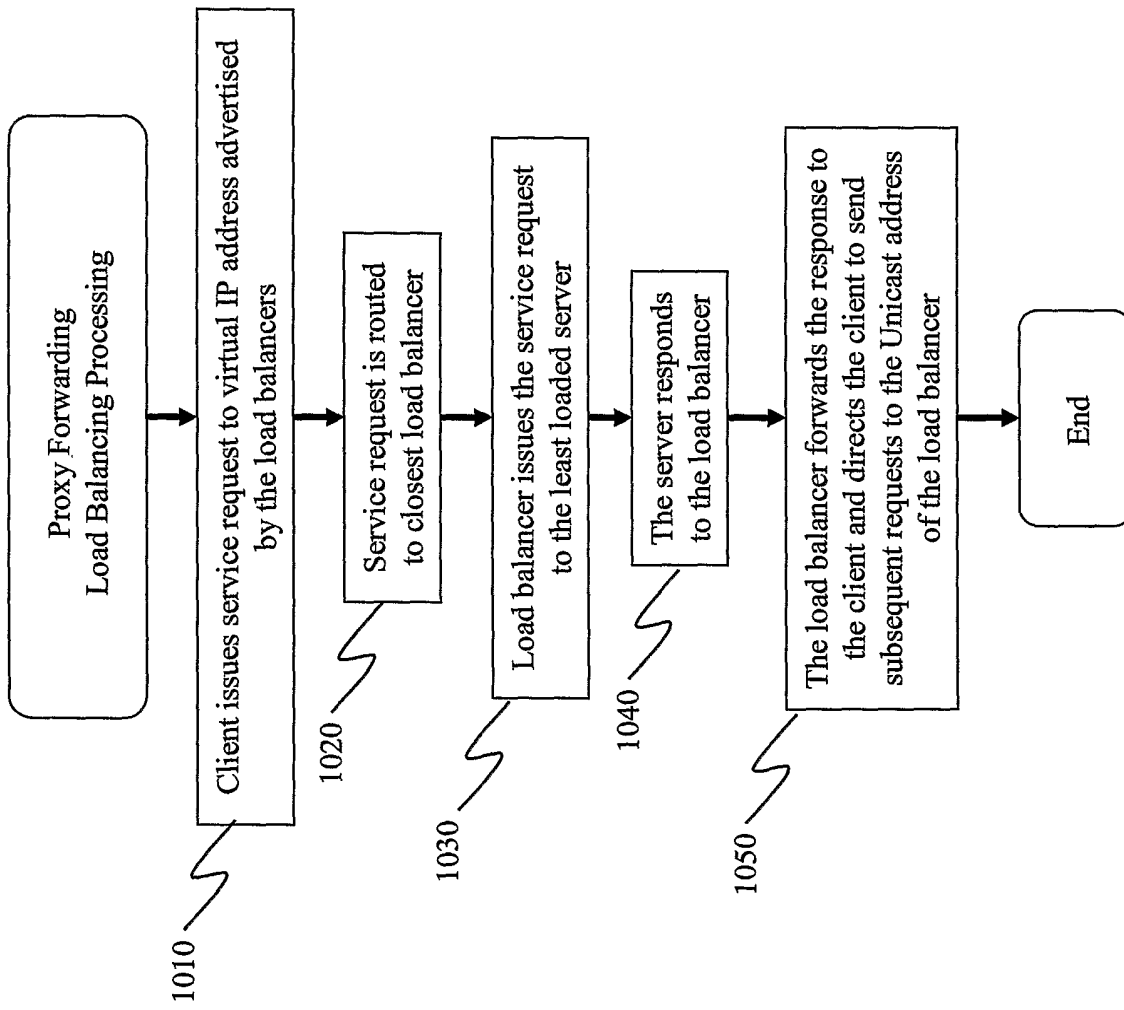 Proxy Forwarding
Load Balancing Processing
1010
Client issues service request to virtual IP address advertised
by the load balancers
1020
Service request is routed
to closest load balancer
1030
Load balancer issues the service request
to the least loaded server
1040
The server responds
to the load balancer
1050
The load balancer forwards the response to
the client and directs the client to send
subsequent requests to the Unicast address
of the load balancer
End